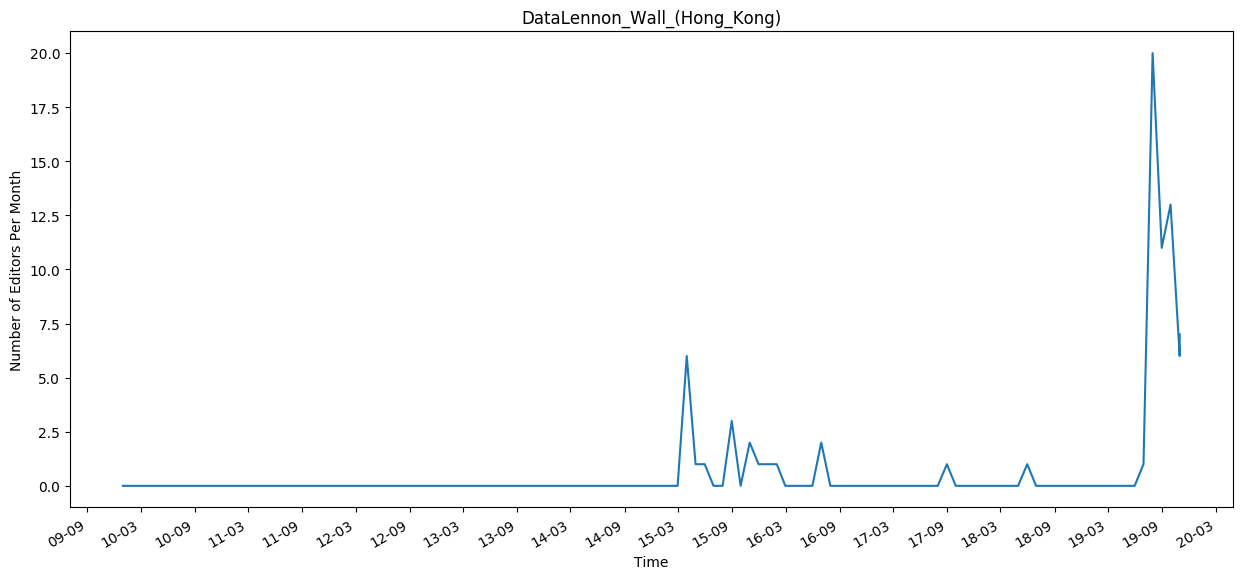 DataLennon_Wall_(Hong_Kong)
Number of Editors Per Month
20.0
17.5
15.0
12.5
10.0
7.5
5.0
2.5
0.0
09-09 10-03 10-09 11-03 11-09 12-03 12-09 13-03 13-09 14-03 14-09 15-03 15-09 16-03 16-09 17-03 17-09 18-03 18-09 19-03 19-09 20-03
Time